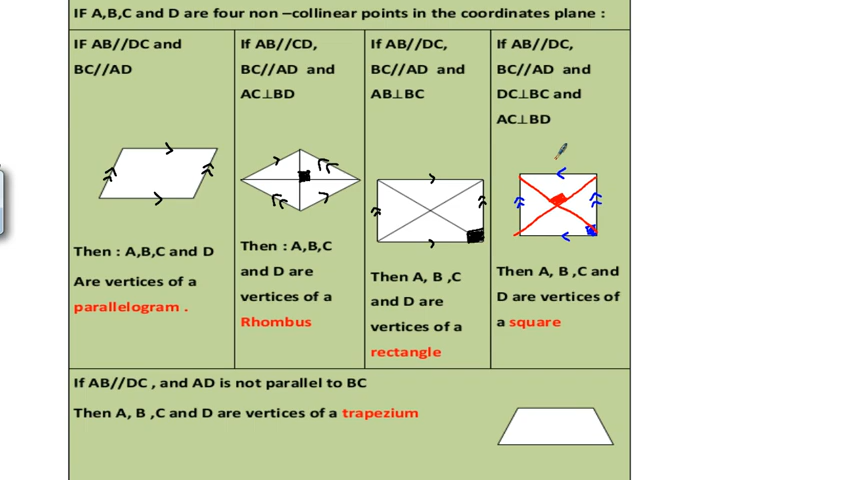 IF A,B,C and D are four non –collinear points in the coordinates plane :
IF AB//DC and
BC//AD
Then : A,B,C and D
Are vertices of a
parallelogram .
If AB//CD,
BC//AD and
AC⊥BD
Then : A,B,C
and D are
vertices of a
Rhombus
If AB//DC,
BC//AD and
AB⊥BC
Then A, B ,C
and D are
vertices of a
rectangle
If AB//DC,
BC//AD and
DC⊥BC and
AC⊥BD
Then A, B ,C and
D are vertices of
a square
If AB//DC , and AD is not parallel to BC
Then A, B ,C and D are vertices of a trapezium